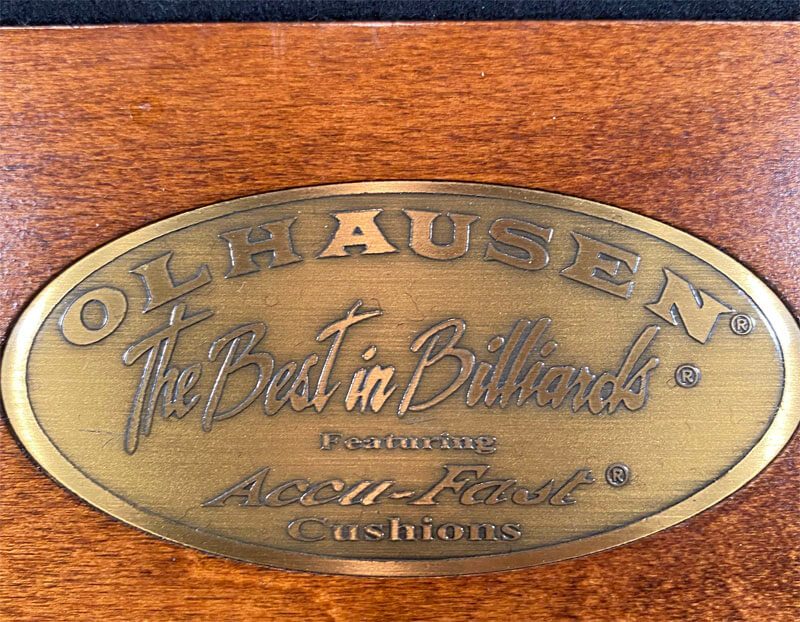 OLHAUSEN®
The Best in Billiards®
Featuring
Accu-Fast®
Cushions